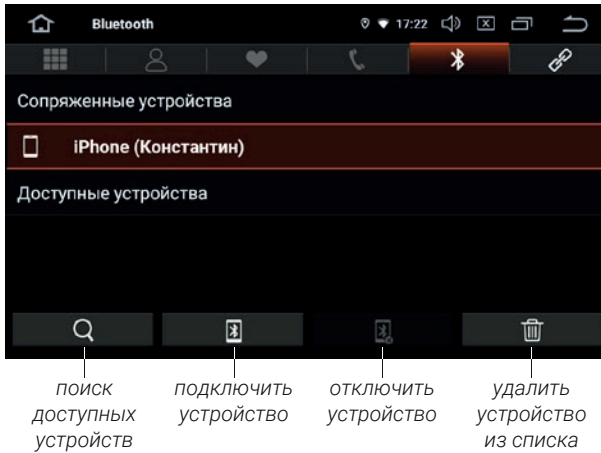 Bluetooth
17:22
Сопряженные устройства
iPhone (Константин)
Доступные устройства
поиск
доступных
устройств
подключить
устройство
отключить
устройство
удалить
устройство
из списка